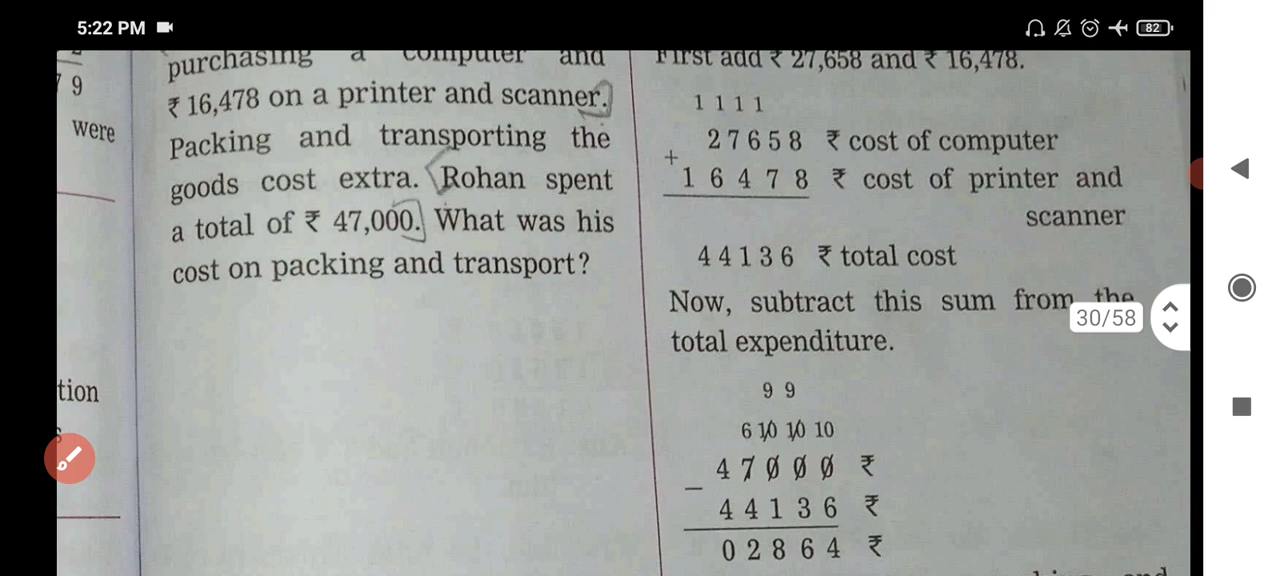 5:22 PM
82
9
were
tion
purchasing a computer and
₹ 16,478 on a printer and scanner.
Packing and transporting the
goods cost extra. Rohan spent
a total of ₹ 47,000. What was his
cost on packing and transport?
First add ₹ 27,658 and ₹ 16,478.
1 1 1 1
2 7 6 5 8 ₹ cost of computer
+
1 6 4 7 8 ₹ cost of printer and
scanner
4 4 1 3 6 ₹ total cost
Now, subtract this sum from the
30/58
total expenditure.
9 9
6 10 10 10
4 7 0 0 0 ₹
−
4 4 1 3 6 ₹
0 2 8 6 4 ₹